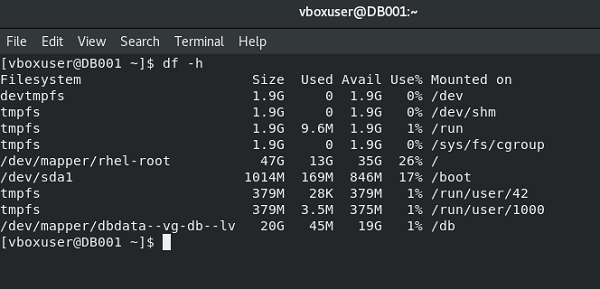 vboxuser@DB001:~
File Edit View Search Terminal Help
[vboxuser@DB001 ~]$ df -h
Filesystem Size Used Avail Use% Mounted on
devtmpfs 1.9G 0 1.9G 0% /dev
tmpfs 1.9G 0 1.9G 0% /dev/shm
tmpfs 1.9G 9.6M 1.9G 1% /run
tmpfs 1.9G 0 1.9G 0% /sys/fs/cgroup
/dev/mapper/rhel-root 47G 13G 35G 26% /
/dev/sda1 1014M 169M 846M 17% /boot
tmpfs 379M 28K 379M 1% /run/user/42
tmpfs 379M 3.5M 375M 1% /run/user/1000
/dev/mapper/dbdata--vg-db--lv 20G 45M 19G 1% /db
[vboxuser@DB001 ~]$